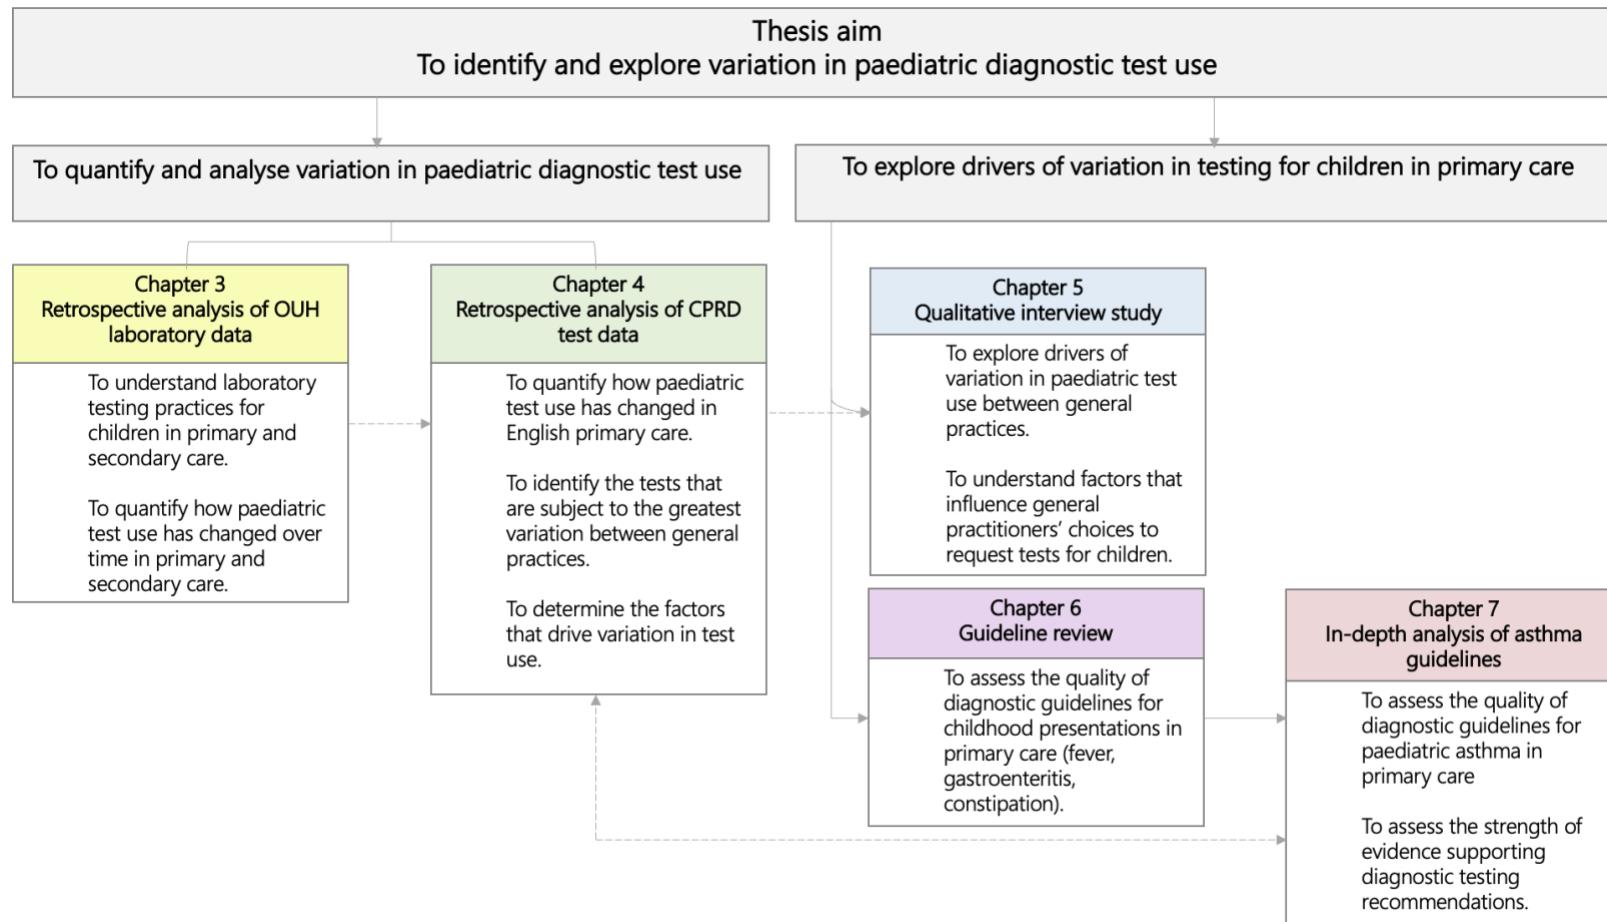 Thesis aim
To identify and explore variation in paediatric diagnostic test use
To quantify and analyse variation in paediatric diagnostic test use
To explore drivers of variation in testing for children in primary care
Chapter 3
Retrospective analysis of OUH
laboratory data
To understand laboratory
testing practices for
children in primary and
secondary care.
To quantify how paediatric
test use has changed over
time in primary and
secondary care.
Chapter 4
Retrospective analysis of CPRD
test data
To quantify how paediatric
test use has changed in
English primary care.
To identify the tests that
are subject to the greatest
variation between general
practices.
To determine the factors
that drive variation in test
use.
Chapter 5
Qualitative interview study
To explore drivers of
variation in paediatric test
use between general
practices.
To understand factors that
influence general
practitioners’ choices to
request tests for children.
Chapter 6
Guideline review
To assess the quality of
diagnostic guidelines for
childhood presentations in
primary care (fever,
gastroenteritis,
constipation).
Chapter 7
In-depth analysis of asthma
guidelines
To assess the quality of
diagnostic guidelines for
paediatric asthma in
primary care
To assess the strength of
evidence supporting
diagnostic testing
recommendations.